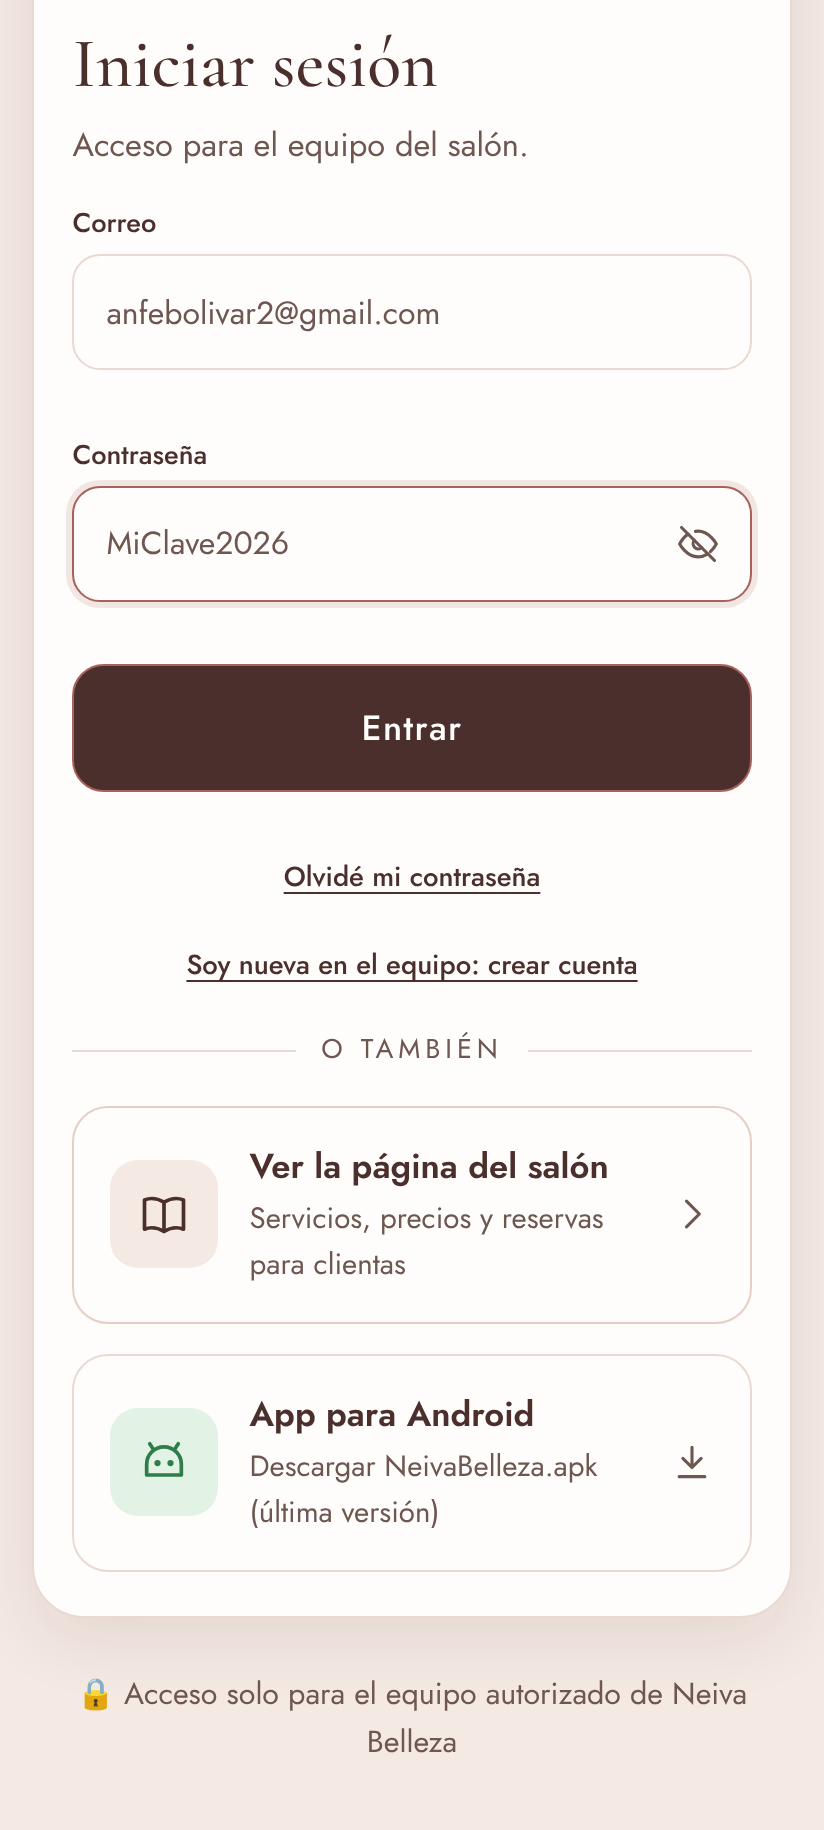 Iniciar sesión
Acceso para el equipo del salón.
Correo
anfebolivar2@gmail.com
Contraseña
MiClave2026
Entrar
Olvidé mi contraseña
Soy nueva en el equipo: crear cuenta
O TAMBIÉN
Ver la página del salón
Servicios, precios y reservas
para clientes
App para Android
Descargar NeivaBelleza.apk
(última versión)
🔒 Acceso solo para el equipo autorizado de Neiva
Belleza